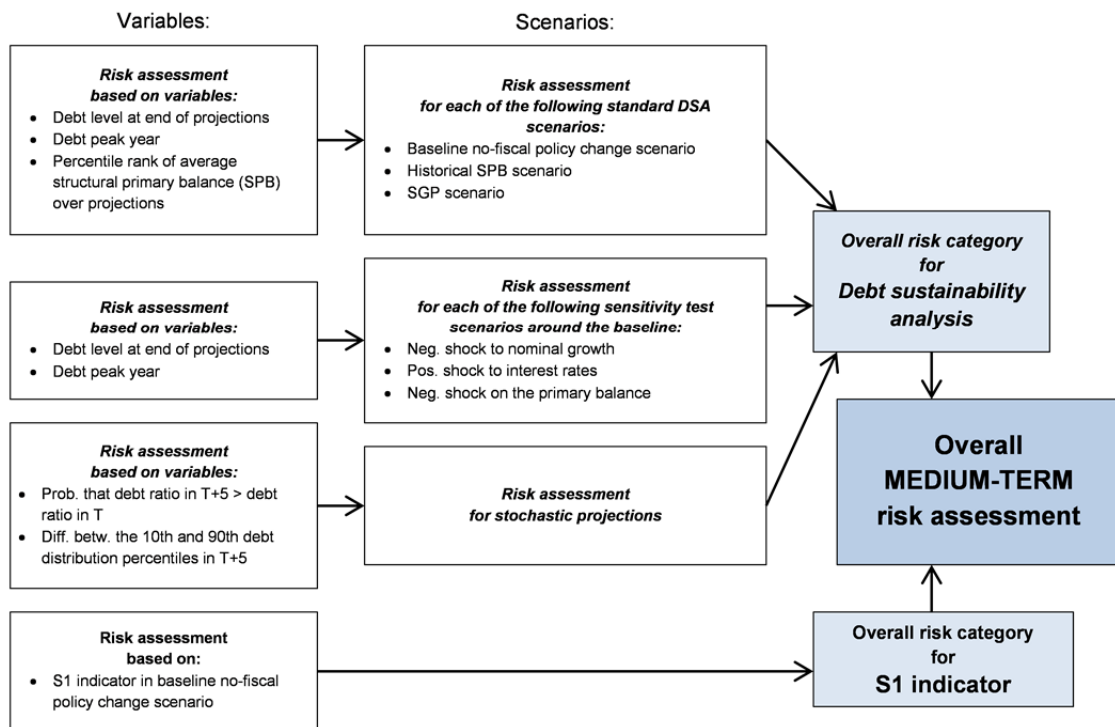 Variables:
Scenarios:
Risk assessment
based on variables:
• Debt level at end of projections
• Debt peak year
• Percentile rank of average
structural primary balance (SPB)
over projections
Risk assessment
for each of the following standard DSA
scenarios:
• Baseline no-fiscal policy change scenario
• Historical SPB scenario
• SGP scenario
Overall risk category
for
Debt sustainability
analysis
Risk assessment
based on variables:
• Debt level at end of projections
• Debt peak year
Risk assessment
for each of the following sensitivity test
scenarios around the baseline:
• Neg. shock to nominal growth
• Pos. shock to interest rates
• Neg. shock on the primary balance
Overall
MEDIUM-TERM
risk assessment
Risk assessment
based on variables:
• Prob. that debt ratio in T+5 > debt
ratio in T
• Diff. betw. the 10th and 90th debt
distribution percentiles in T+5
Risk assessment
for stochastic projections
Risk assessment
based on:
• S1 indicator in baseline no-fiscal
policy change scenario
Overall risk category
for
S1 indicator